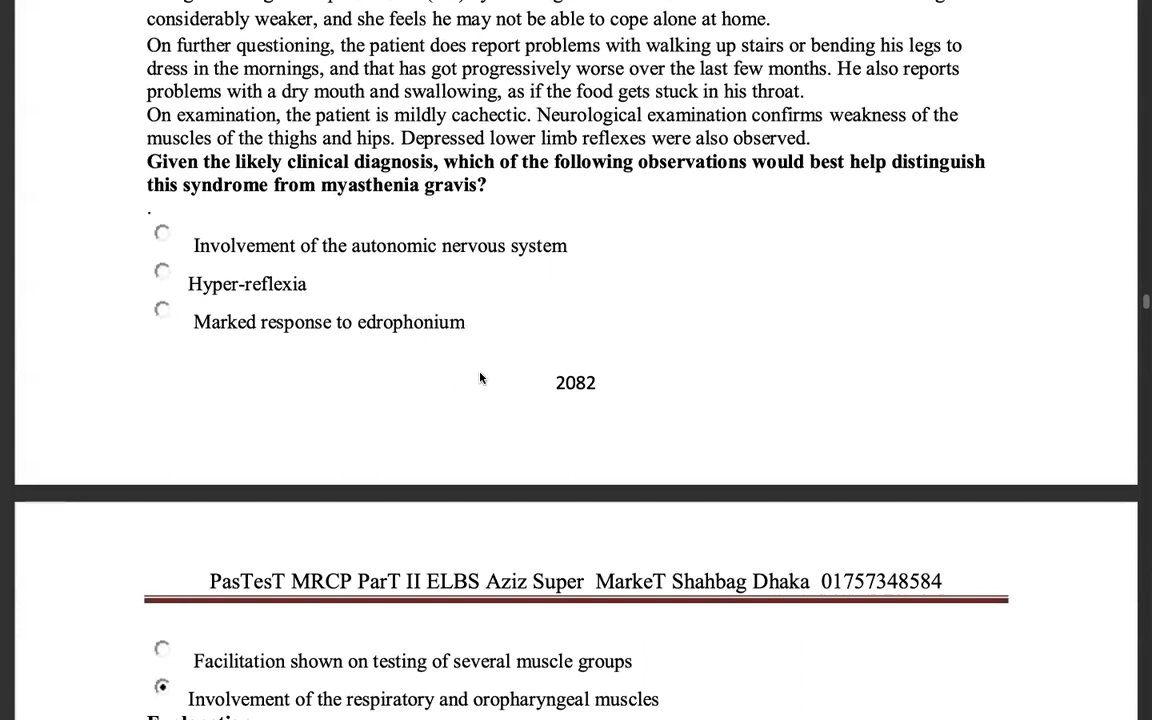 considerably weaker, and she feels he may not be able to cope alone at home.
On further questioning, the patient does report problems with walking up stairs or bending his legs to
dress in the mornings, and that has got progressively worse over the last few months. He also reports
problems with a dry mouth and swallowing, as if the food gets stuck in his throat.
On examination, the patient is mildly cachectic. Neurological examination confirms weakness of the
muscles of the thighs and hips. Depressed lower limb reflexes were also observed.
Given the likely clinical diagnosis, which of the following observations would best help distinguish
this syndrome from myasthenia gravis?
.
Involvement of the autonomic nervous system
Hyper-reflexia
Marked response to edrophonium
2082
PasTesT MRCP ParT II ELBS Aziz Super MarkeT Shahbag Dhaka 01757348584
Facilitation shown on testing of several muscle groups
Involvement of the respiratory and oropharyngeal muscles